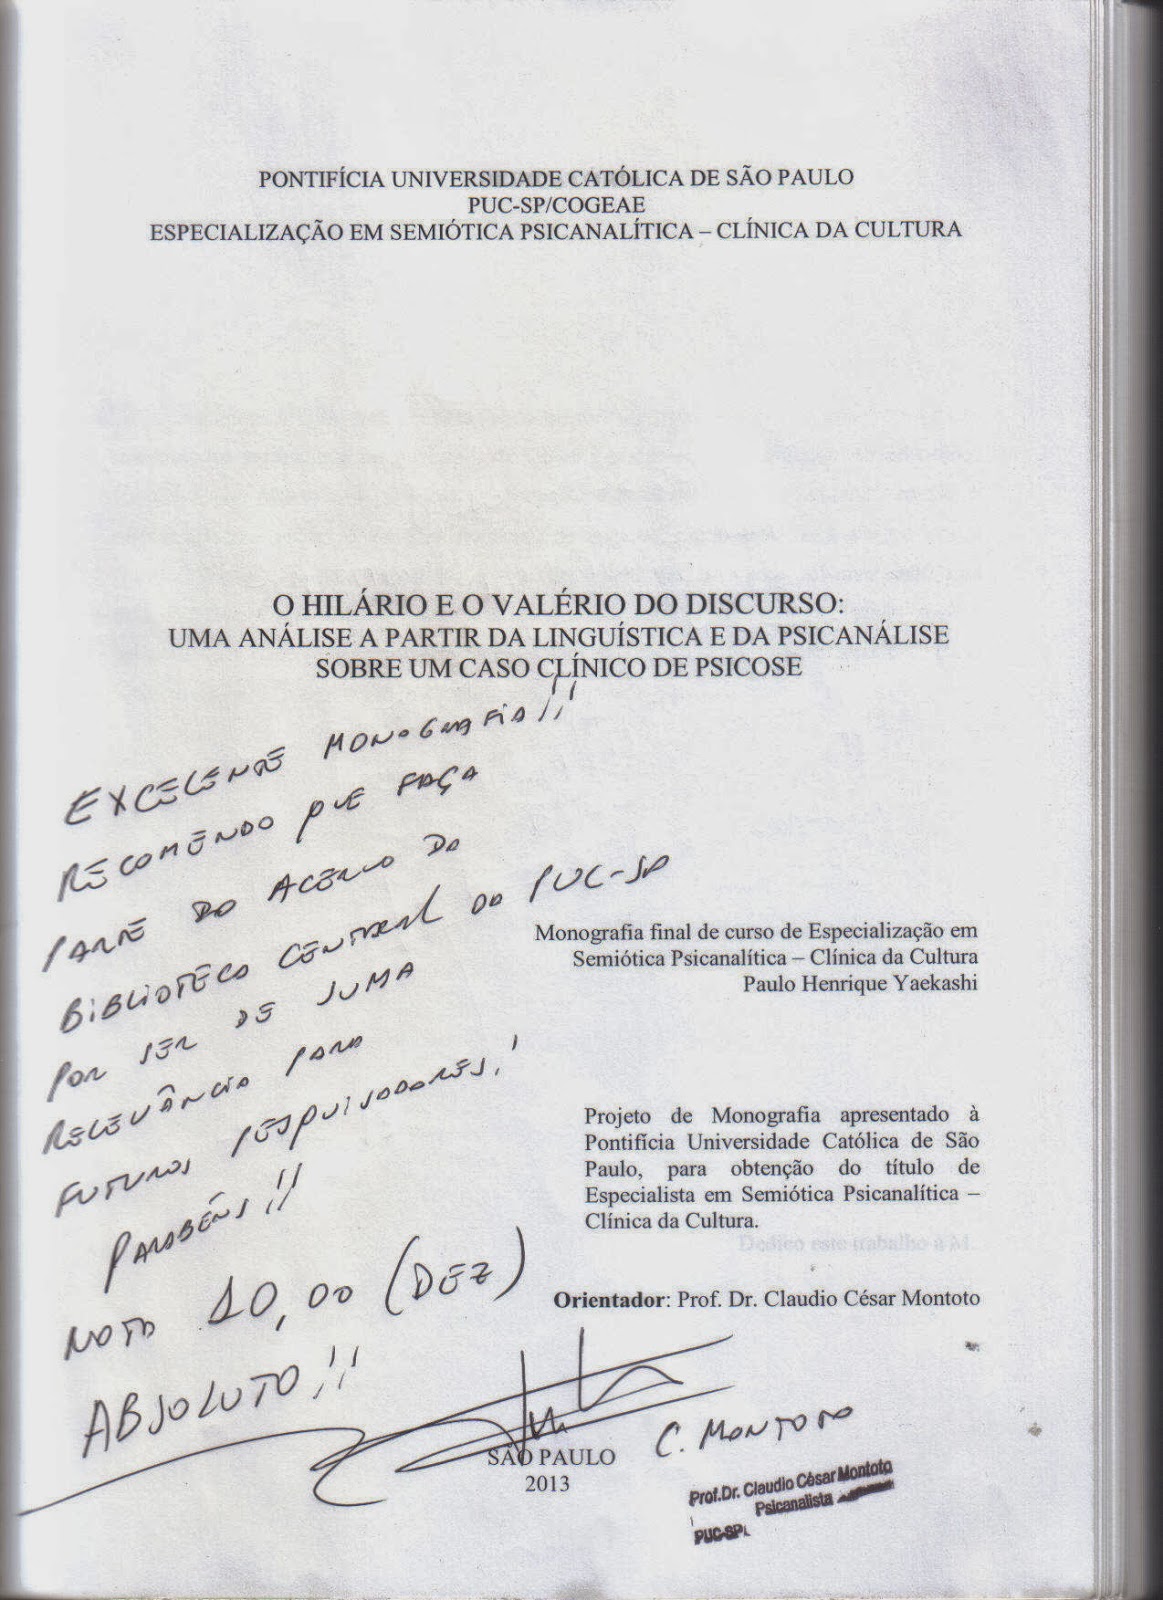 PONTIFÍCIA UNIVERSIDADE CATÓLICA DE SÃO PAULO
PUC-SP/COGEAE
ESPECIALIZAÇÃO EM SEMIÓTICA PSICANALÍTICA – CLÍNICA DA CULTURA
O HILÁRIO E O VALÉRIO DO DISCURSO:
UMA ANÁLISE A PARTIR DA LINGUÍSTICA E DA PSICANÁLISE
SOBRE UM CASO CLÍNICO DE PSICOSE
EXCELENTE MONOGRAFIA!!!
RECOMENDO QUE FAÇA
PARTE DO ACERVO DA
BIBLIOTECA CENTRAL DA PUC-SP
POR SER DE SUMA
RELEVÂNCIA PARA
FUTUROS PESQUISADORES!
PARABÉNS!!
NOTA 10,00 (DEZ)
ABSOLUTO!!!
Monografia final de curso de Especialização em
Semiótica Psicanalítica – Clínica da Cultura
Paulo Henrique Yaekashi
Projeto de Monografia apresentado à
Pontifícia Universidade Católica de São
Paulo, para obtenção do título de
Especialista em Semiótica Psicanalítica –
Clínica da Cultura.
Dedico este trabalho à M.
Orientador: Prof. Dr. Claudio César Montoto
C. MONTOTO
SÃO PAULO
2013
Prof.Dr. Claudio César Montoto
Psicanalista
PUC-SP